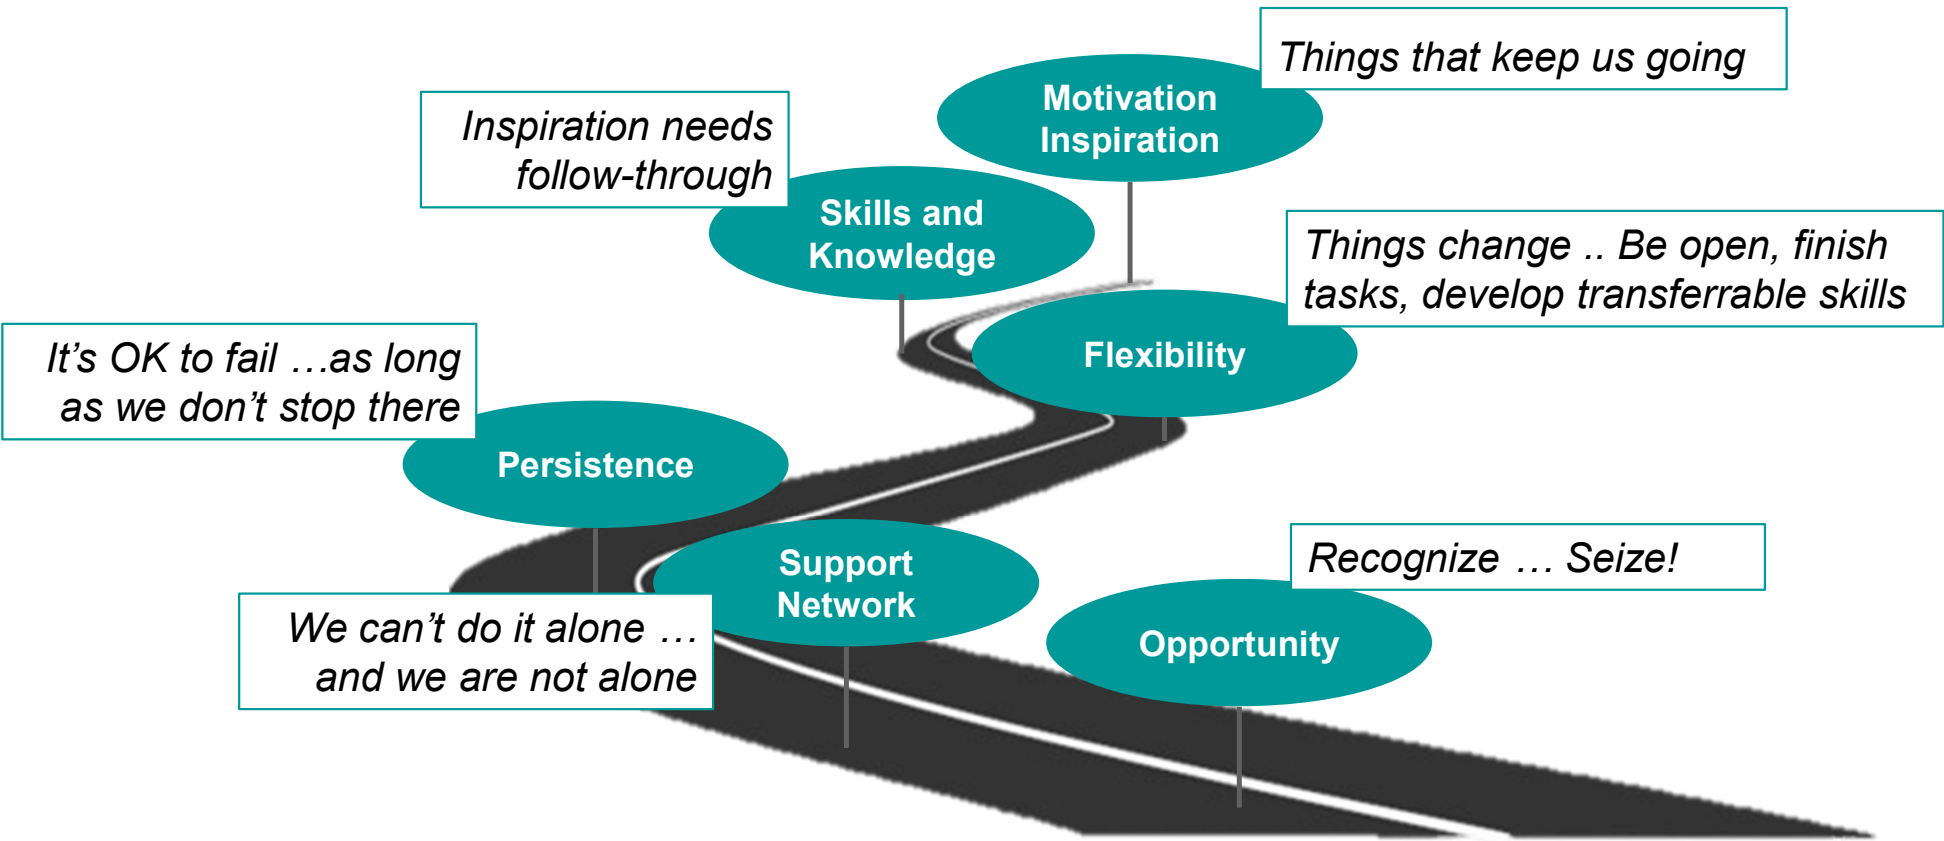 Things that keep us going
Motivation
Inspiration
Inspiration needs
follow-through
Skills and
Knowledge
Things change .. Be open, finish
tasks, develop transferrable skills
Flexibility
It’s OK to fail …as long
as we don’t stop there
Persistence
Support
Network
We can’t do it alone …
and we are not alone
Recognize … Seize!
Opportunity